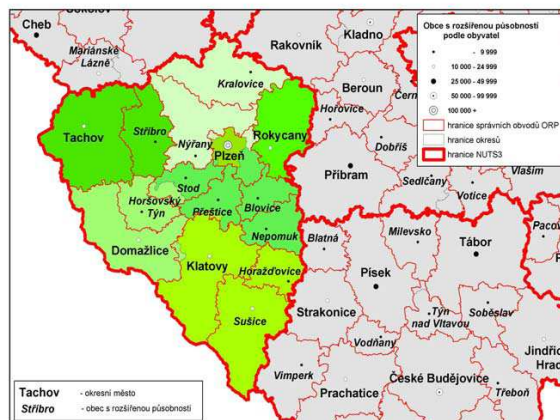 Cheb
Sokolov
Mariánské
Lázně
Rakovník
Kladno
Kralovice
Beroun
Hořovice
Tachov
Stříbro
Rokycany
Plzeň
Nýřany
Dobříš
Příbram
Stod
Sedlčany
Vlašim
Votice
Horšovský
Týn
Přeštice
Blovice
Nepomuk
Domažlice
Blatná
Milevsko
Tábor
Klatovy
Horažďovice
Písek
Strakonice
Týn
nad Vltavou
Soběslav
Sušice
Vodňany
Jindřic
Hrad
Vimperk
Prachatice
České Budějovice
Třeboň
Obce s rozšířenou působností
podle obyvatel
- 9 999
10 000 - 24 999
25 000 - 49 999
50 000 - 99 999
100 000 +
hranice správních obvodů ORP
hranice okresů
hranice NUTS3
Tachov - okresní město
Stříbro - obec s rozšířenou působností